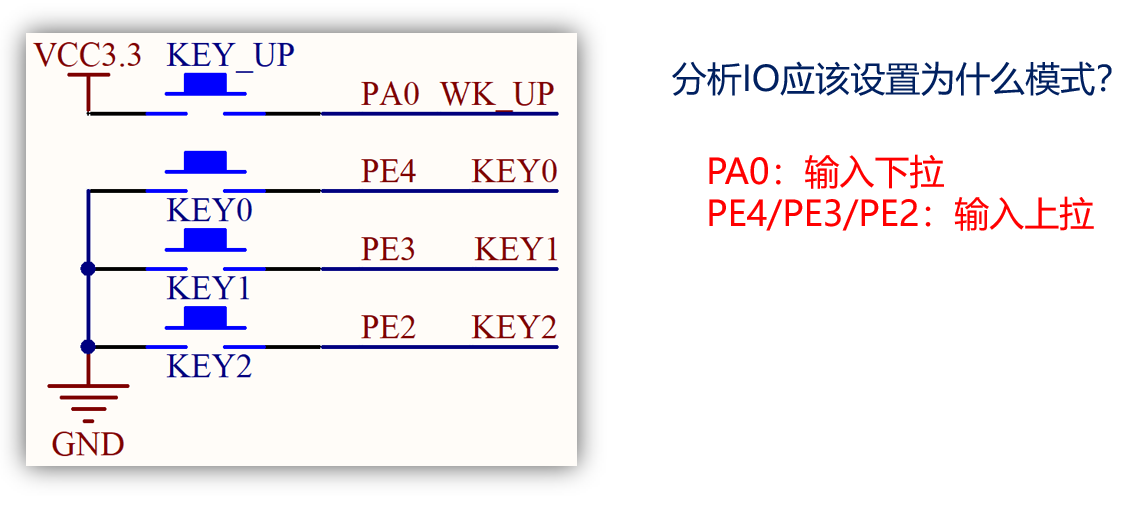 VCC3.3 KEY_UP
PA0 WK_UP
PE4 KEY0
KEY0
PE3 KEY1
KEY1
PE2 KEY2
KEY2
GND
分析IO应该设置为什么模式？
PA0：输入下拉
PE4/PE3/PE2：输入上拉